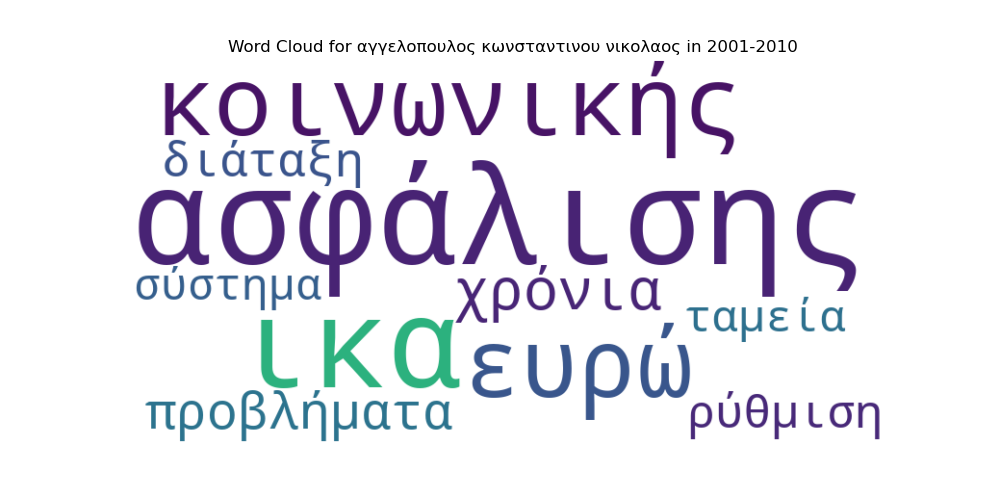 Word Cloud for αγγελοπουλος κωνσταντινου νικολαος in 2001-2010
κοινωνικής
διάταξη
ασφάλισης
σύστημα
χρόνια
ταμεία
ικα
ευρώ
προβλήματα
ρύθμιση